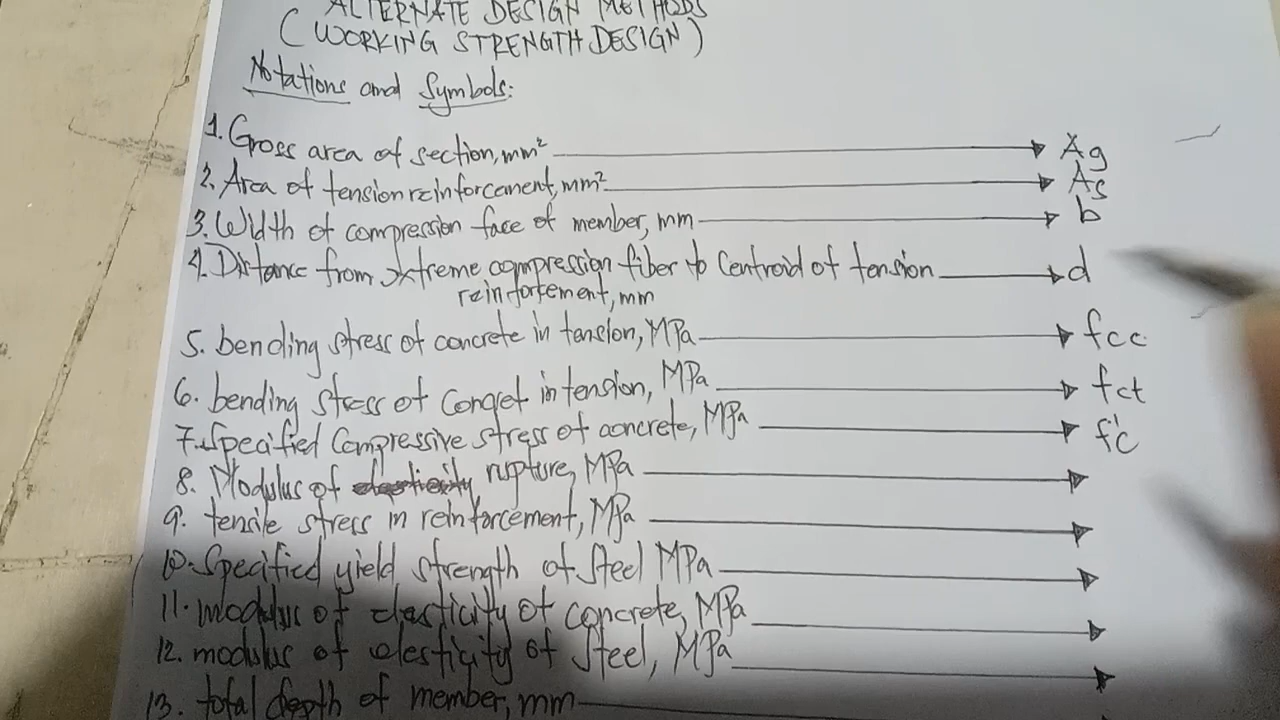 ALTERNATE DESIGN METHODS
(WORKING STRENGTH DESIGN)
Notations and Symbols:
1. Gross area of section, mm² Ag
2. Area of tension reinforcement, mm² As
3. Width of compression face of member, mm b
4. Distance from extreme compression fiber to Centroid of tension d
reinforcement, mm
5. bending stress of concrete in tension, MPa fcc
6. bending stress of Concret in tension, MPa fct
7. Specified Compressive stress of concrete, MPa f'c
8. Modulus of rupture, MPa
9. tensile stress in reinforcement, MPa
10. Specified yield strength of Steel MPa
11. modulus of elasticity of concrete, MPa
12. modulus of elesticity of Steel, MPa
13. total depth of member, mm